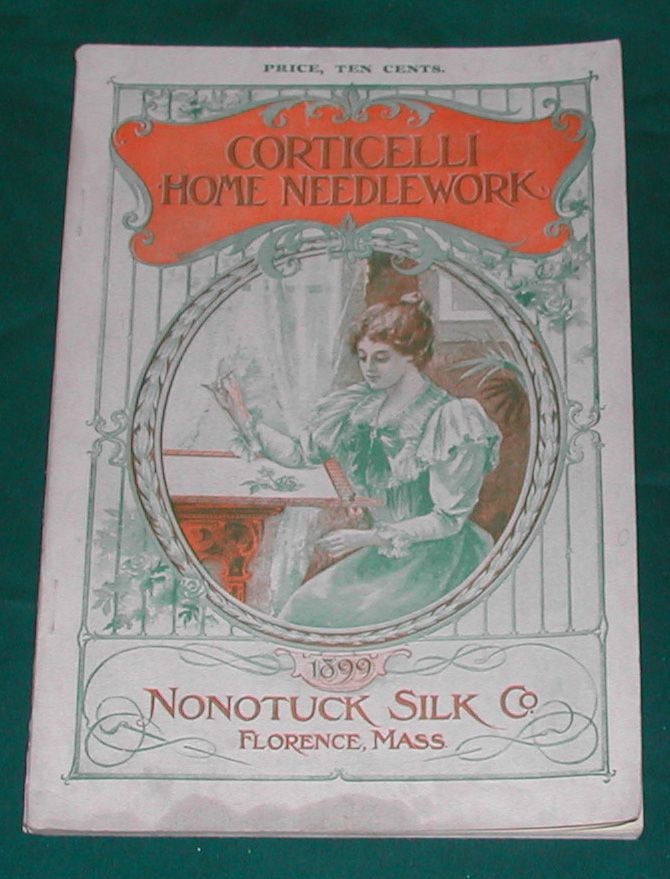 PRICE, TEN CENTS.
CORTICELLI
HOME NEEDLEWORK
1899
NONOTUCK SILK Co.
FLORENCE, MASS.